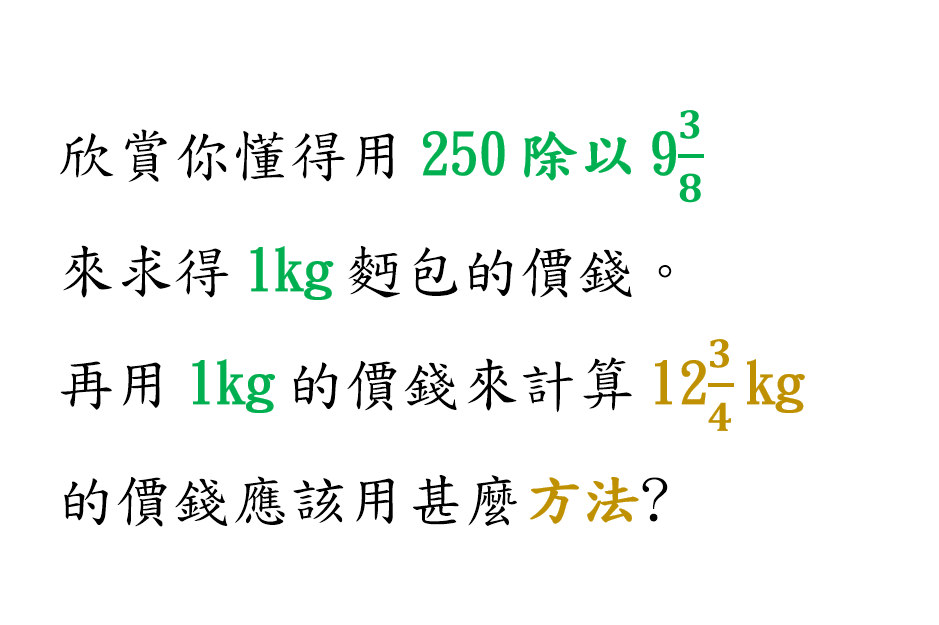 欣賞你懂得用 250 除以 9 3/8
來求得 1kg 麪包的價錢。
再用 1kg 的價錢來計算 12 3/4 kg
的價錢應該用甚麼方法?